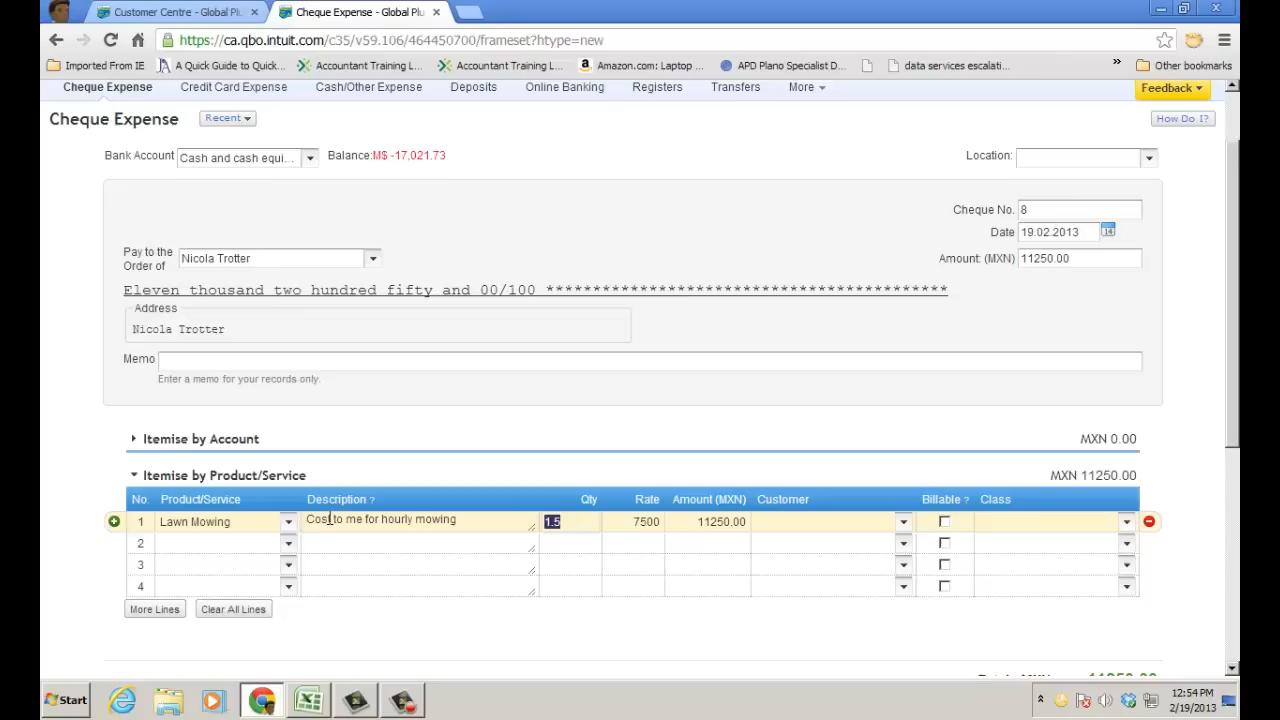 Customer Centre - Global Pl
Cheque Expense - Global Plu
https://ca.qbo.intuit.com/c35/v59.106/464450700/frameset?htype=new
Imported From IE
A Quick Guide to Quick...
Accountant Training L...
Accountant Training L...
Amazon.com: Laptop ...
APD Plano Specialist D...
data services escalati...
»
Other bookmarks
Cheque Expense
Credit Card Expense
Cash/Other Expense
Deposits
Online Banking
Registers
Transfers
More
Feedback
Cheque Expense
Recent
How Do I?
Bank Account
Cash and cash equi...
Balance:M$ -17,021.73
Location:
Cheque No. 8
Date 19.02.2013
14
Pay to the
Order of
Nicola Trotter
Amount: (MXN) 11250.00
Eleven thousand two hundred fifty and 00/100 ******************************************
Address
Nicola Trotter
Memo
Enter a memo for your records only.
Itemise by Account
MXN 0.00
Itemise by Product/Service
MXN 11250.00
No. Product/Service Description ? Qty Rate Amount (MXN) Customer Billable ? Class
1 Lawn Mowing Cost to me for hourly mowing 1.5 7500 11250.00
2
3
4
More Lines
Clear All Lines
Start
12:54 PM
2/19/2013